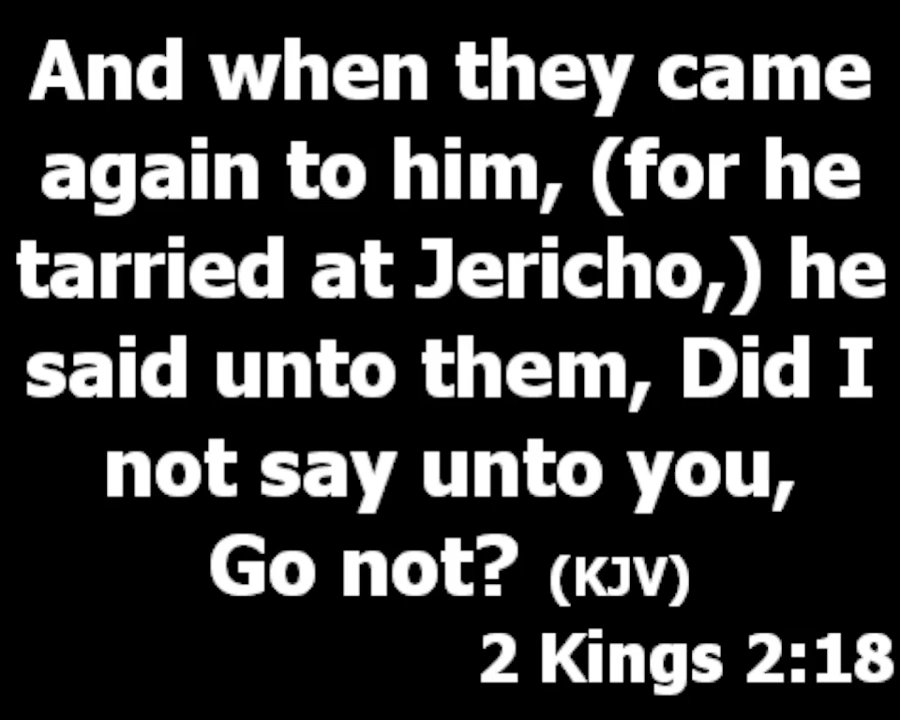 And when they came
again to him, (for he
tarried at Jericho,) he
said unto them, Did I
not say unto you,
Go not? (KJV)
2 Kings 2:18